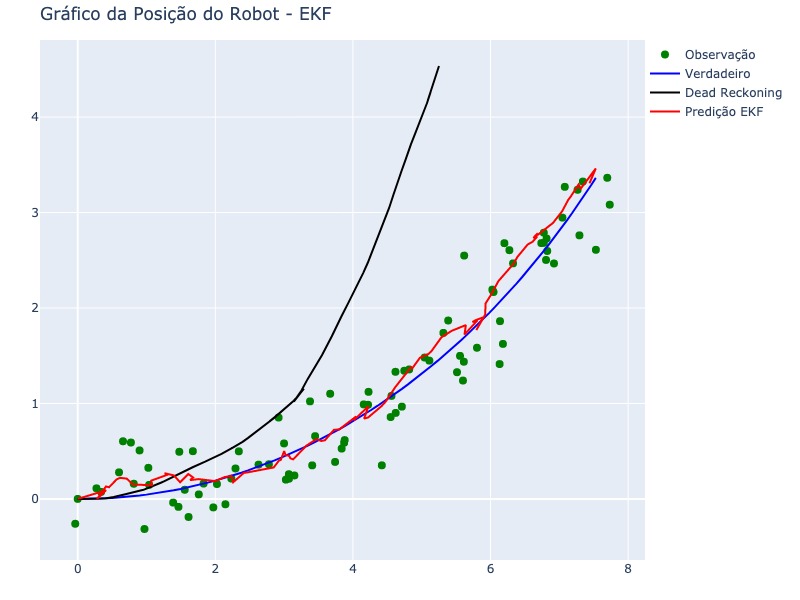 Gráfico da Posição do Robot - EKF
Observação
Verdadeiro
Dead Reckoning
Predição EKF
4
3
2
1
0
0 2 4 6 8